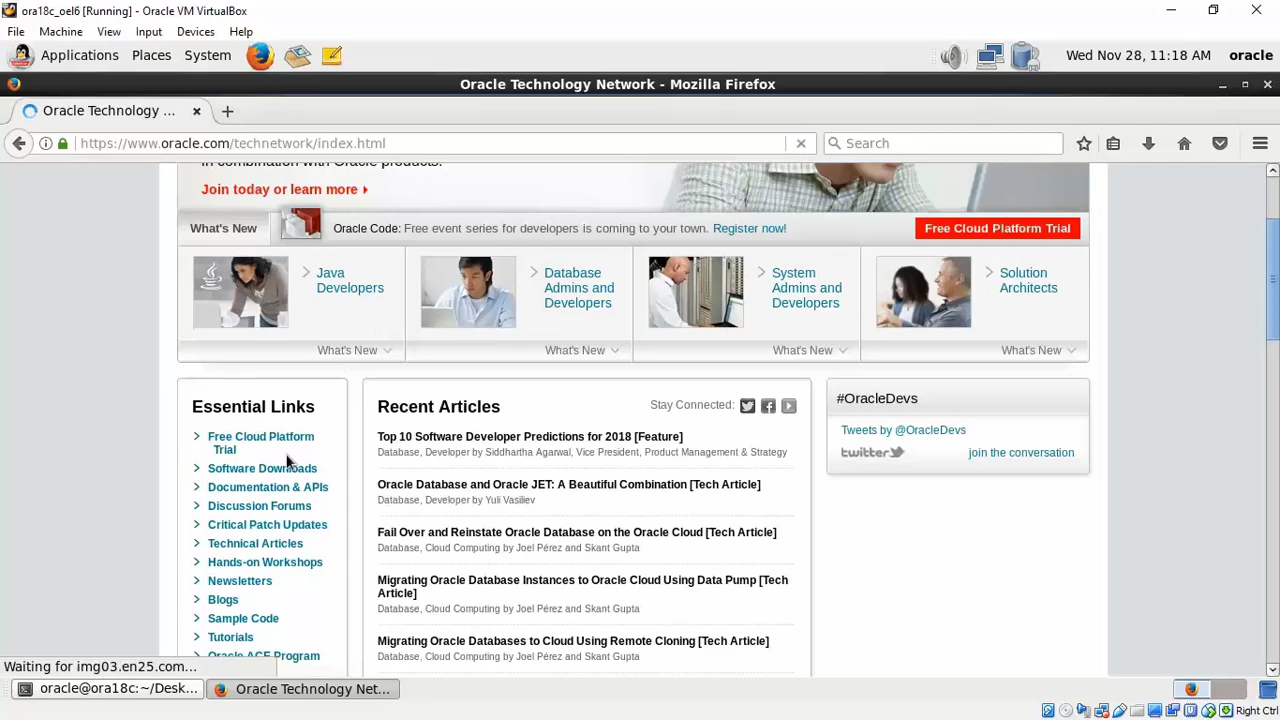 ora18c_oel6 [Running] - Oracle VM VirtualBox
File Machine View Input Devices Help
Applications Places System Wed Nov 28, 11:18 AM oracle
Oracle Technology Network - Mozilla Firefox
Oracle Technology ...
https://www.oracle.com/technetwork/index.html Search
in combination with Oracle products.
Join today or learn more
What's New Oracle Code: Free event series for developers is coming to your town. Register now! Free Cloud Platform Trial
Java
Developers
Database
Admins and
Developers
System
Admins and
Developers
Solution
Architects
What's New What's New What's New What's New
Essential Links
Free Cloud Platform
Trial
Software Downloads
Documentation & APIs
Discussion Forums
Critical Patch Updates
Technical Articles
Hands-on Workshops
Newsletters
Blogs
Sample Code
Tutorials
Oracle ACE Program
Recent Articles Stay Connected:
Top 10 Software Developer Predictions for 2018 [Feature]
Database, Developer by Siddhartha Agarwal, Vice President, Product Management & Strategy
Oracle Database and Oracle JET: A Beautiful Combination [Tech Article]
Database, Developer by Yuli Vasiliev
Fail Over and Reinstate Oracle Database on the Oracle Cloud [Tech Article]
Database, Cloud Computing by Joel Pérez and Skant Gupta
Migrating Oracle Database Instances to Oracle Cloud Using Data Pump [Tech
Article]
Database, Cloud Computing by Joel Pérez and Skant Gupta
Migrating Oracle Databases to Cloud Using Remote Cloning [Tech Article]
Database, Cloud Computing by Joel Pérez and Skant Gupta
#OracleDevs
Tweets by @OracleDevs
twitter join the conversation
Waiting for img03.en25.com...
oracle@ora18c:~/Desk... Oracle Technology Net...
Right Ctrl